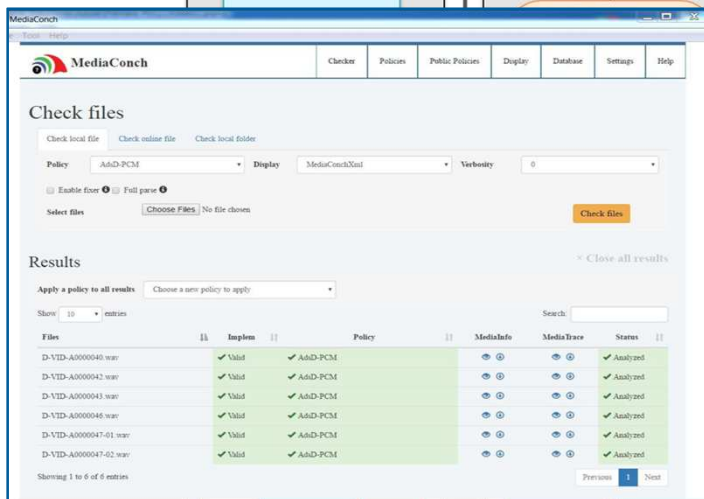 MediaConch
Tool Help
MediaConch Checker Policies Public Policies Display Database Settings Help
Check files
Check local file Check online file Check local folder
Policy AdsD-PCM Display MediaConchXml Verbosity 0
Enable fixer Full parse
Select files Choose Files No file chosen Check files
Results × Close all results
Apply a policy to all results Choose a new policy to apply
Show 10 entries Search:
Files Implem Policy MediaInfo MediaTrace Status
D-VID-A0000040.wav ✔ Valid ✔ AdsD-PCM ✔ Analyzed
D-VID-A0000042.wav ✔ Valid ✔ AdsD-PCM ✔ Analyzed
D-VID-A0000043.wav ✔ Valid ✔ AdsD-PCM ✔ Analyzed
D-VID-A0000046.wav ✔ Valid ✔ AdsD-PCM ✔ Analyzed
D-VID-A0000047-01.wav ✔ Valid ✔ AdsD-PCM ✔ Analyzed
D-VID-A0000047-02.wav ✔ Valid ✔ AdsD-PCM ✔ Analyzed
Showing 1 to 6 of 6 entries Previous 1 Next